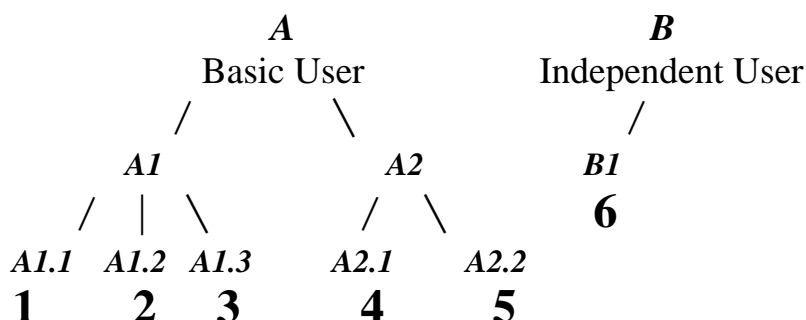 A B
Basic User Independent User
A1 A2 B1
6
A1.1 A1.2 A1.3 A2.1 A2.2
1 2 3 4 5